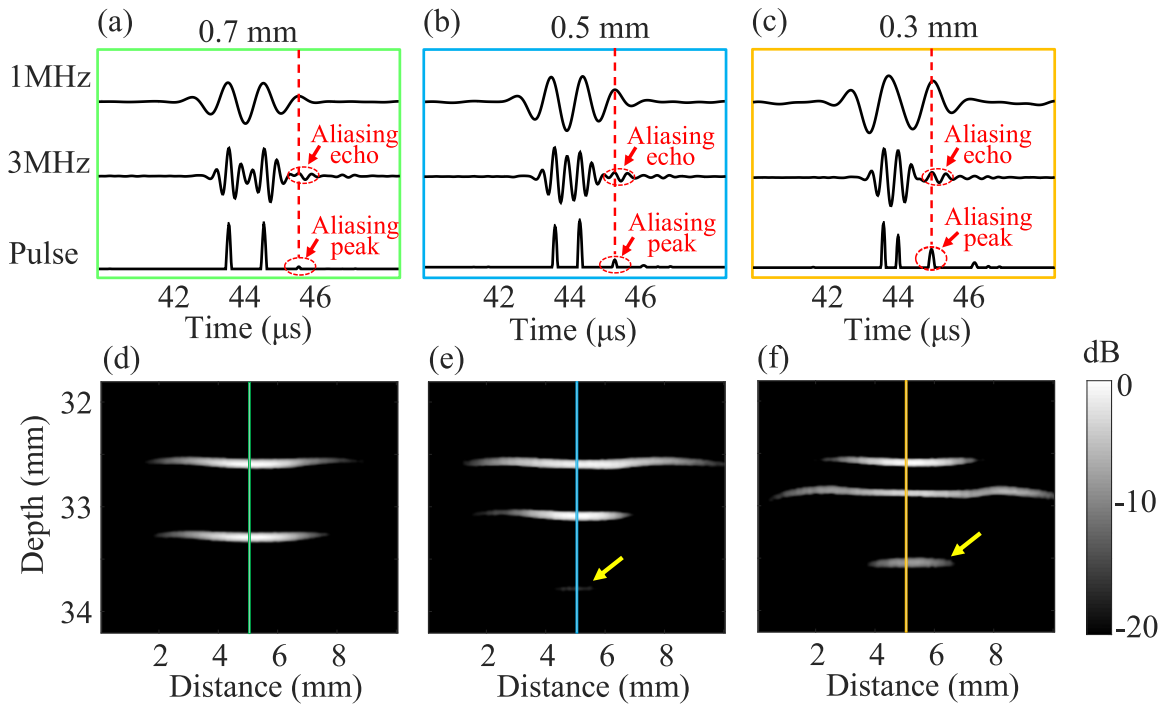 (a) (b) (c)
0.7 mm 0.5 mm 0.3 mm
1MHz
Aliasing echo
Aliasing echo
Aliasing echo
3MHz
Aliasing peak
Aliasing peak
Aliasing peak
Pulse
42 44 46 42 44 46 42 44 46
Time (μs) Time (μs) Time (μs)
(d) (e) (f) dB
32
33
34
Depth (mm)
0
-10
-20
2 4 6 8 2 4 6 8 2 4 6 8
Distance (mm) Distance (mm) Distance (mm)